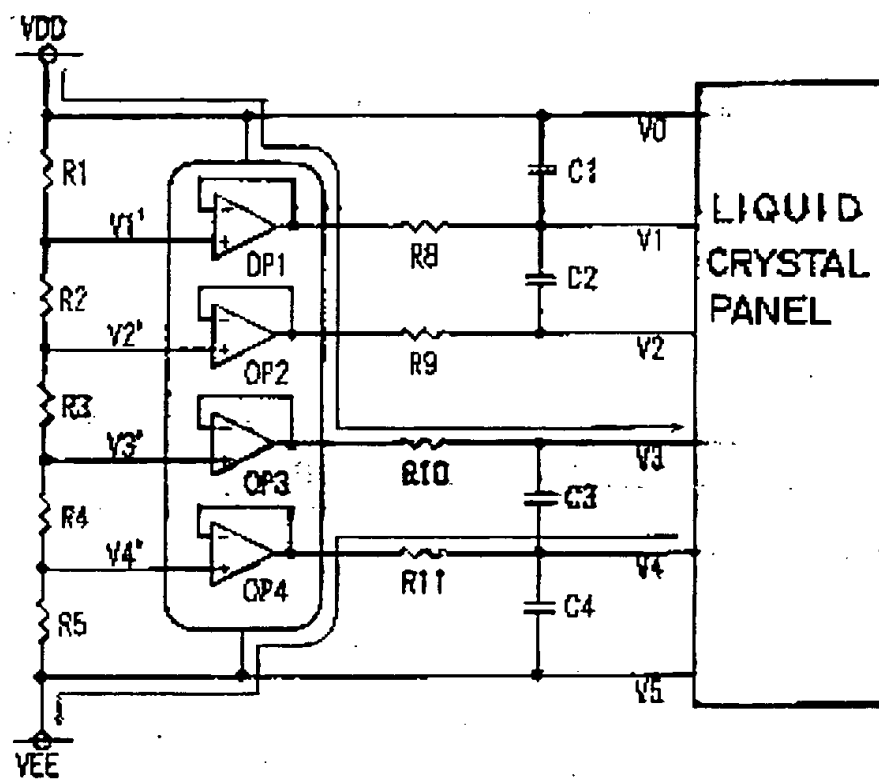 VDD
V0
R1
C1
V1'
OP1
R8
V1
LIQUID
CRYSTAL
PANEL
R2
C2
V2'
OP2
R9
V2
R3
V3'
OP3
R10
V3
R4
C3
V4'
OP4
R11
V4
R5
C4
V5
VEE